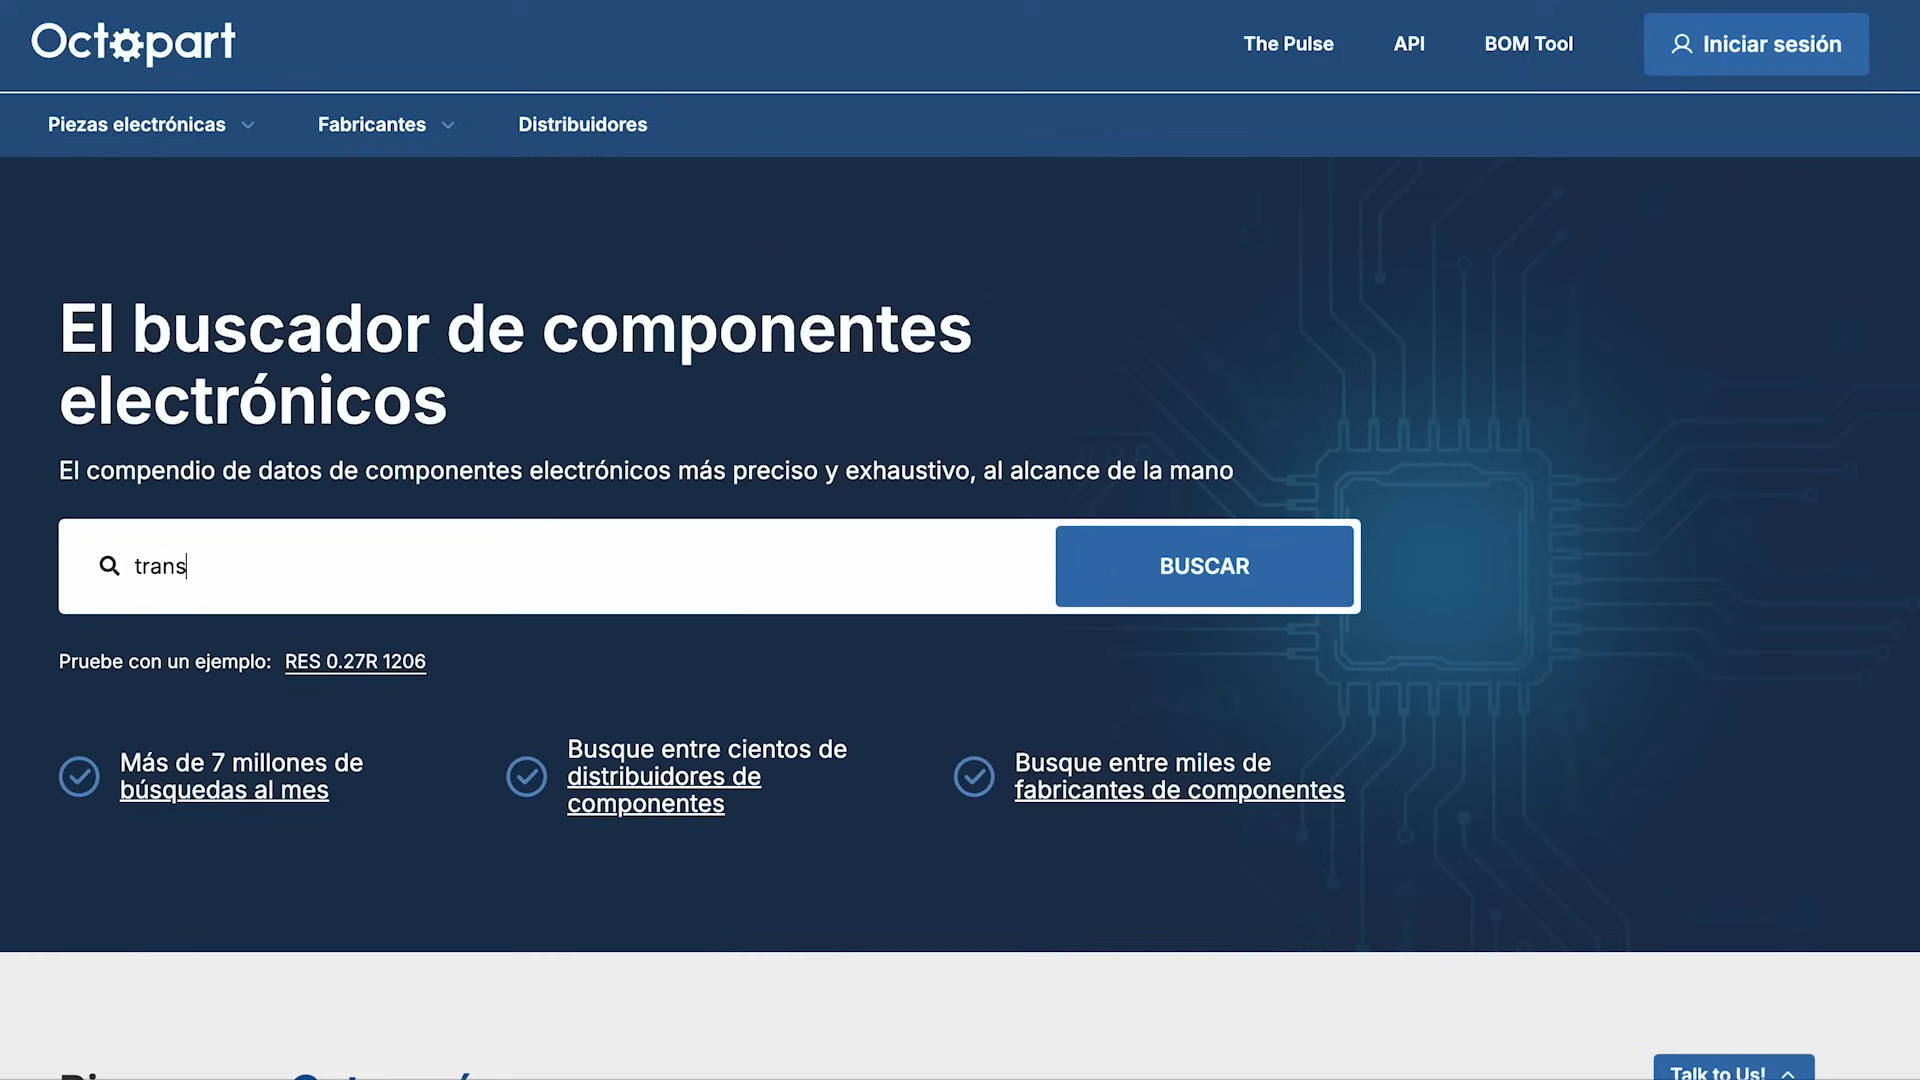 Octopart
The Pulse
API
BOM Tool
Iniciar sesión
Piezas electrónicas
Fabricantes
Distribuidores
El buscador de componentes
electrónicos
El compendio de datos de componentes electrónicos más preciso y exhaustivo, al alcance de la mano
trans
BUSCAR
Pruebe con un ejemplo: RES 0.27R 1206
Más de 7 millones de
búsquedas al mes
Busque entre cientos de
distribuidores de
componentes
Busque entre miles de
fabricantes de componentes
Talk to Us!